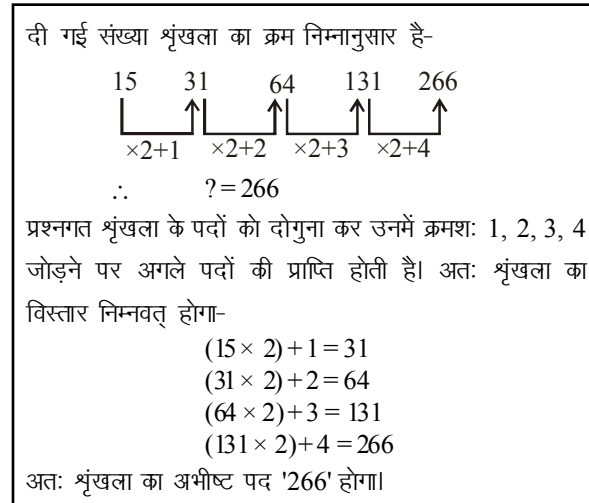 दी गई संख्या शृंखला का क्रम निम्नानुसार है-
15 31 64 131 266
×2+1 ×2+2 ×2+3 ×2+4
∴ ? = 266
प्रश्नगत शृंखला के पदों को दोगुना कर उनमें क्रमशः 1, 2, 3, 4
जोड़ने पर अगले पदों की प्राप्ति होती है। अतः शृंखला का
विस्तार निम्नवत् होगा-
(15 × 2) + 1 = 31
(31 × 2) + 2 = 64
(64 × 2) + 3 = 131
(131 × 2) + 4 = 266
अतः शृंखला का अभीष्ट पद '266' होगा।